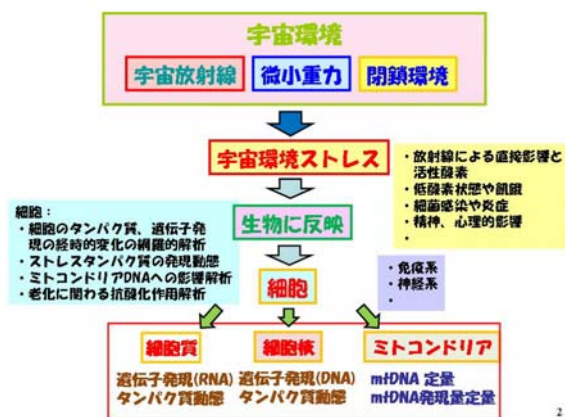 宇宙環境
宇宙放射線
微小重力
閉鎖環境
宇宙環境ストレス
・放射線による直接影響と
活性酸素
・低酸素状態や飢餓
・細菌感染や炎症
・精神、心理的影響
・
生物に反映
細胞：
・細胞のタンパク質、遺伝子発
現の経時的変化の網羅的解析
・ストレスタンパク質の発現動態
・ミトコンドリアDNAへの影響解析
・老化に関わる抗酸化作用解析
細胞
・免疫系
・神経系
・
細胞質
細胞核
ミトコンドリア
遺伝子発現(RNA)
タンパク質動態
遺伝子発現(DNA)
タンパク質動態
mtDNA 定量
mtDNA発現量定量
2